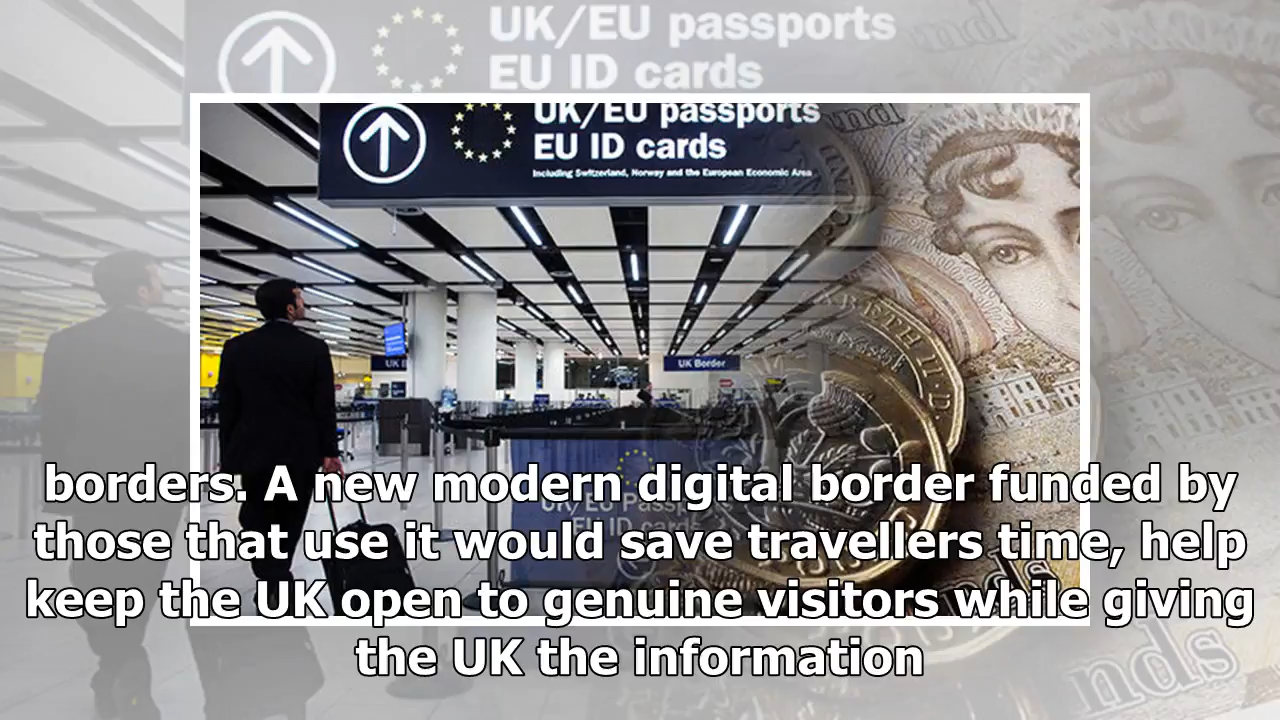 UK/EU passports
EU ID cards
UK/EU passports
EU ID cards
Including Switzerland, Norway and the European Economic Area
UK Border
borders. A new modern digital border funded by
those that use it would save travellers time, help
keep the UK open to genuine visitors while giving
the UK the information
nds